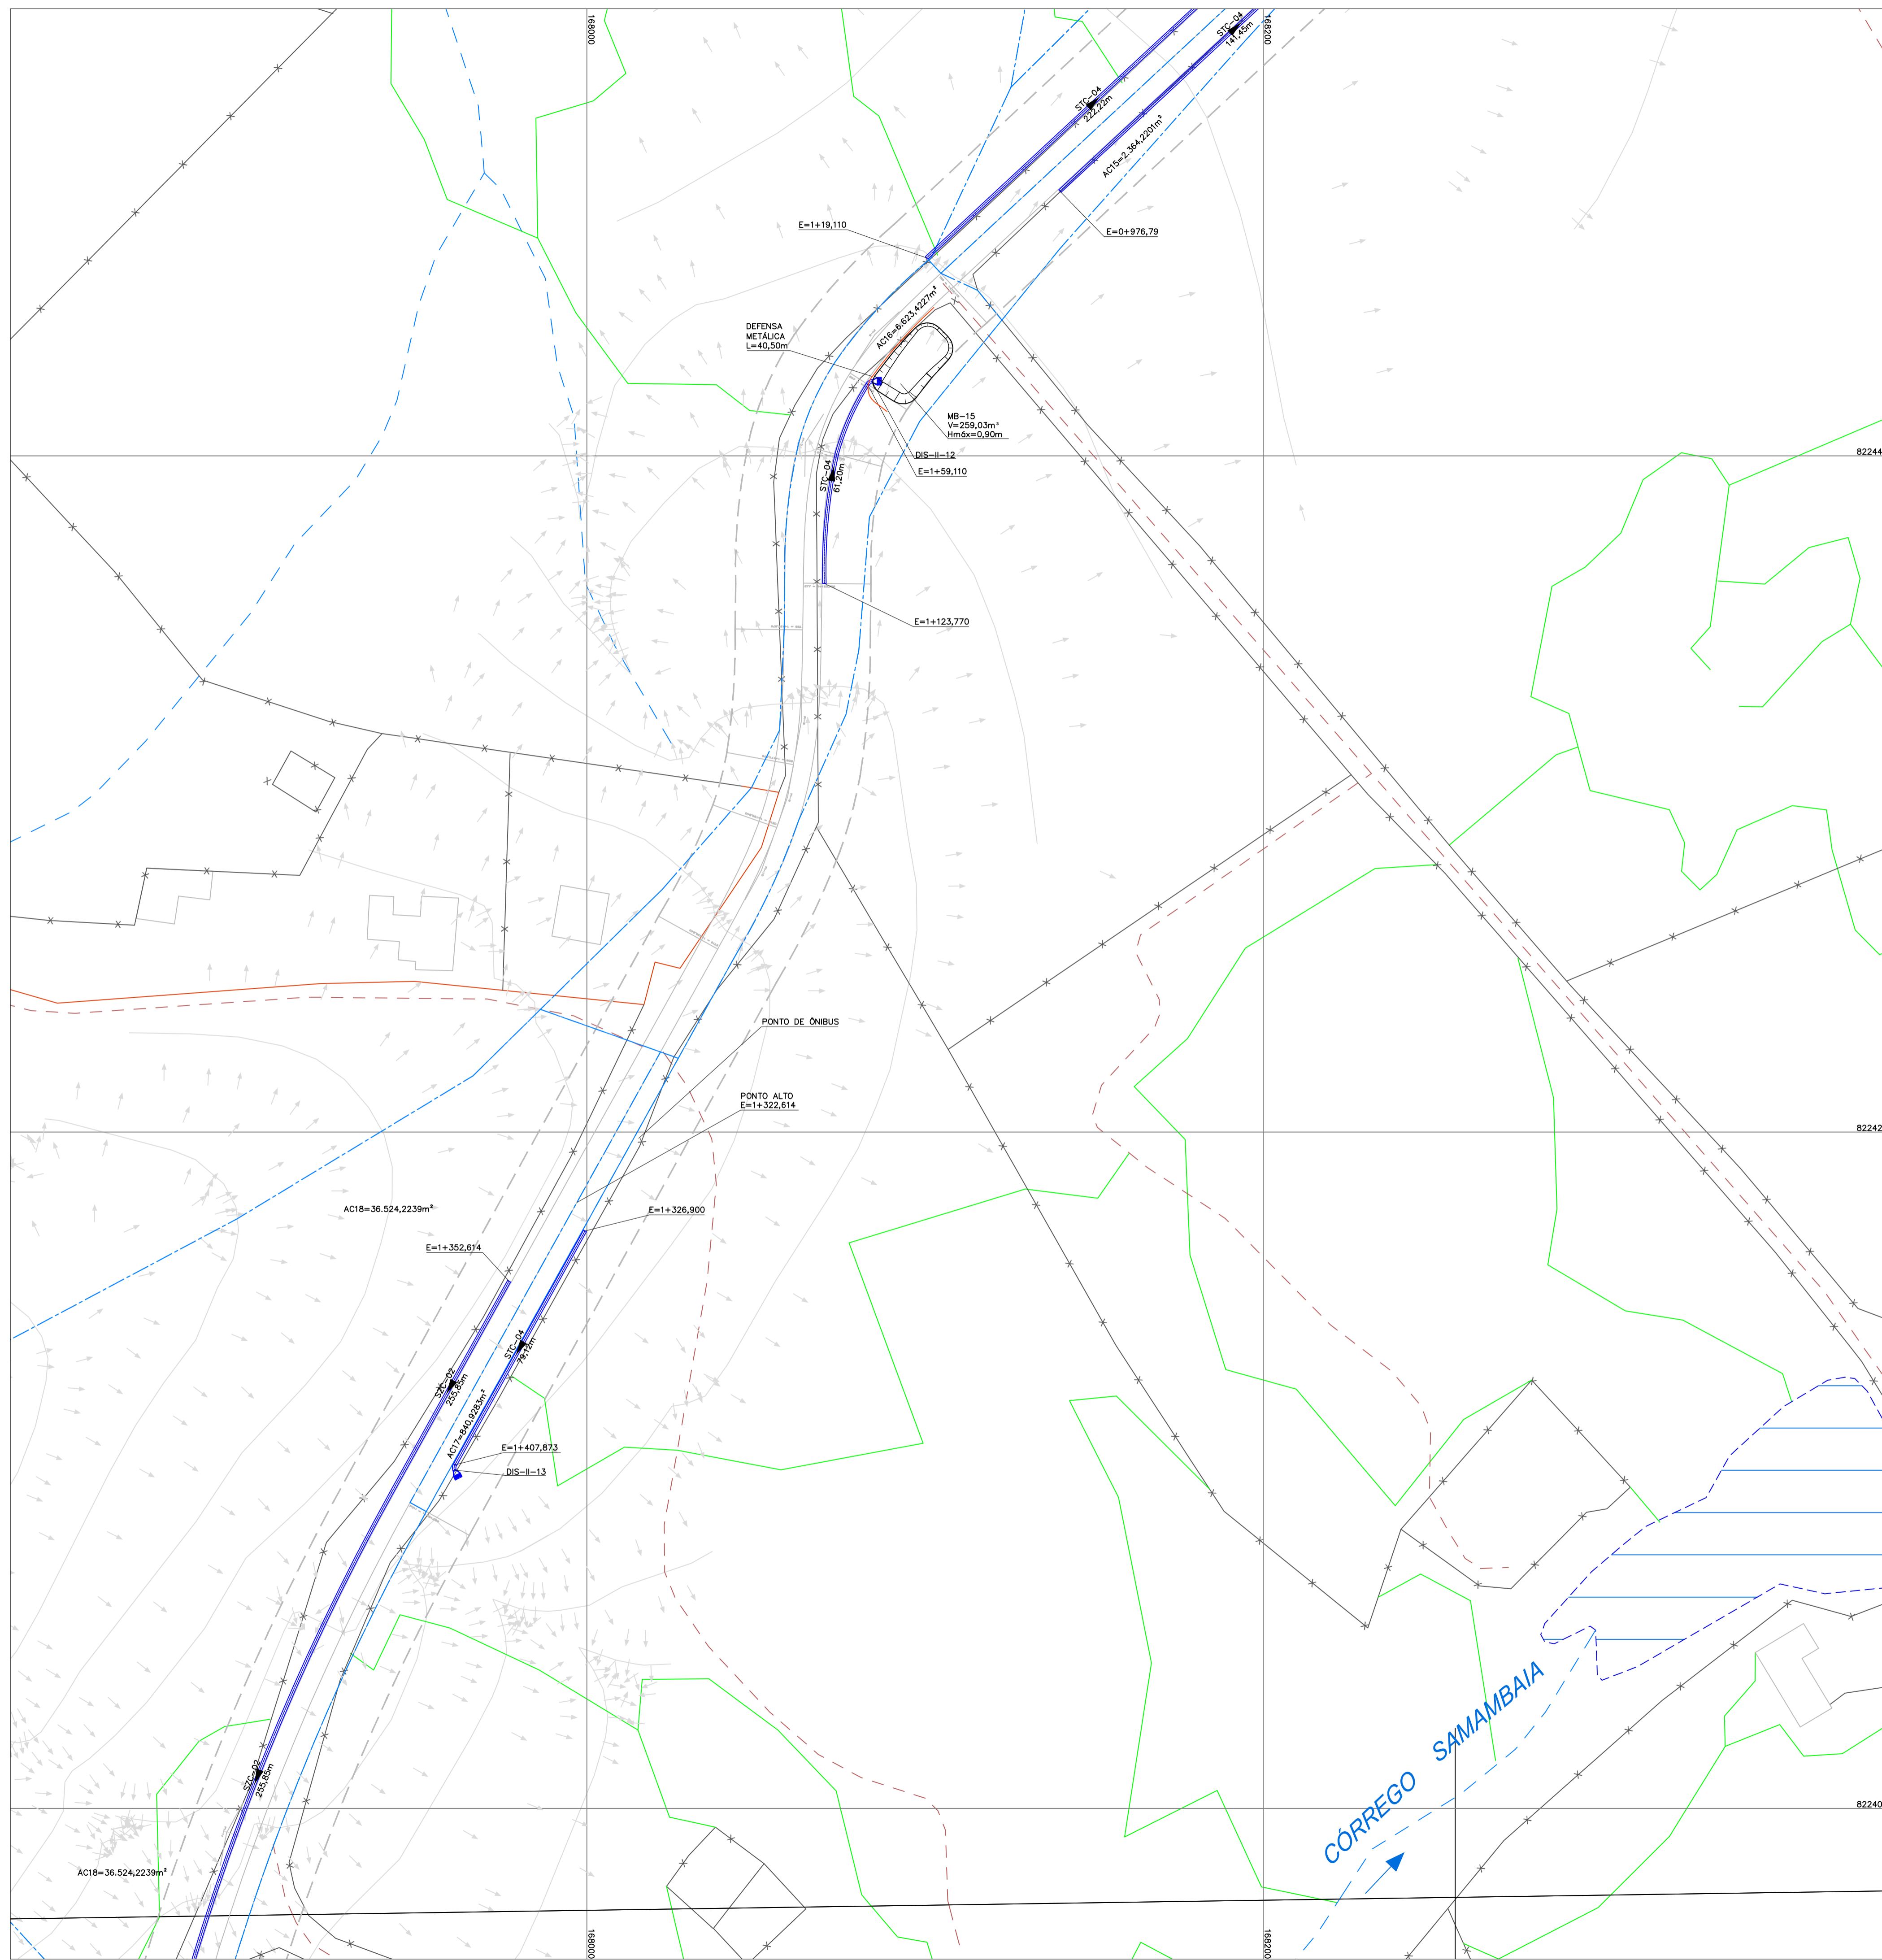 168000
168200
STC-04
141,45m
STC-04
222,22m
AC15=2.364,2201m²
E=1+19,110
E=0+976,79
AC16=6.623,4227m²
DEFENSA
METÁLICA
L=40,50m
MB-15
V=259,03m³
Hmáx=0,90m
82244
DIS-II-12
STC-04
61,20m
E=1+59,110
E=1+123,770
PONTO DE ÔNIBUS
PONTO ALTO
E=1+322,614
82242
AC18=36.524,2239m²
E=1+326,900
E=1+352,614
STC-04
79,12m
SZC-02
255,85m
AC17=840,9283m²
E=1+407,873
DIS-II-13
CÓRREGO SAMAMBAIA
SZC-02
255,85m
82240
AC18=36.524,2239m²
168000
168200